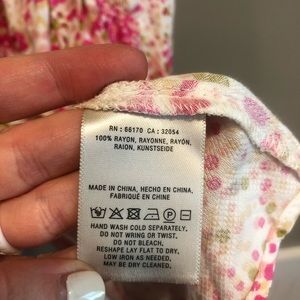 RN : 66170 CA : 32054
100% RAYON, RAYONNE, RAYON,
RAION, KUNSTSEIDE
MADE IN CHINA, HECHO EN CHINA,
FABRIQUÉ EN CHINE
P
HAND WASH COLD SEPARATELY.
DO NOT WRING OR TWIST.
DO NOT BLEACH.
RESHAPE LAY FLAT TO DRY.
LOW IRON AS NEEDED.
MAY BE DRY CLEANED.